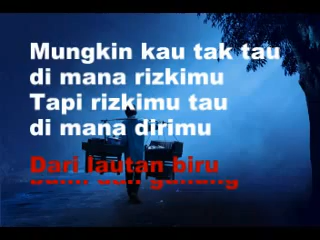 Mungkin kau tak tau
di mana rizkimu
Tapi rizkimu tau
di mana dirimu
Dari lautan biru